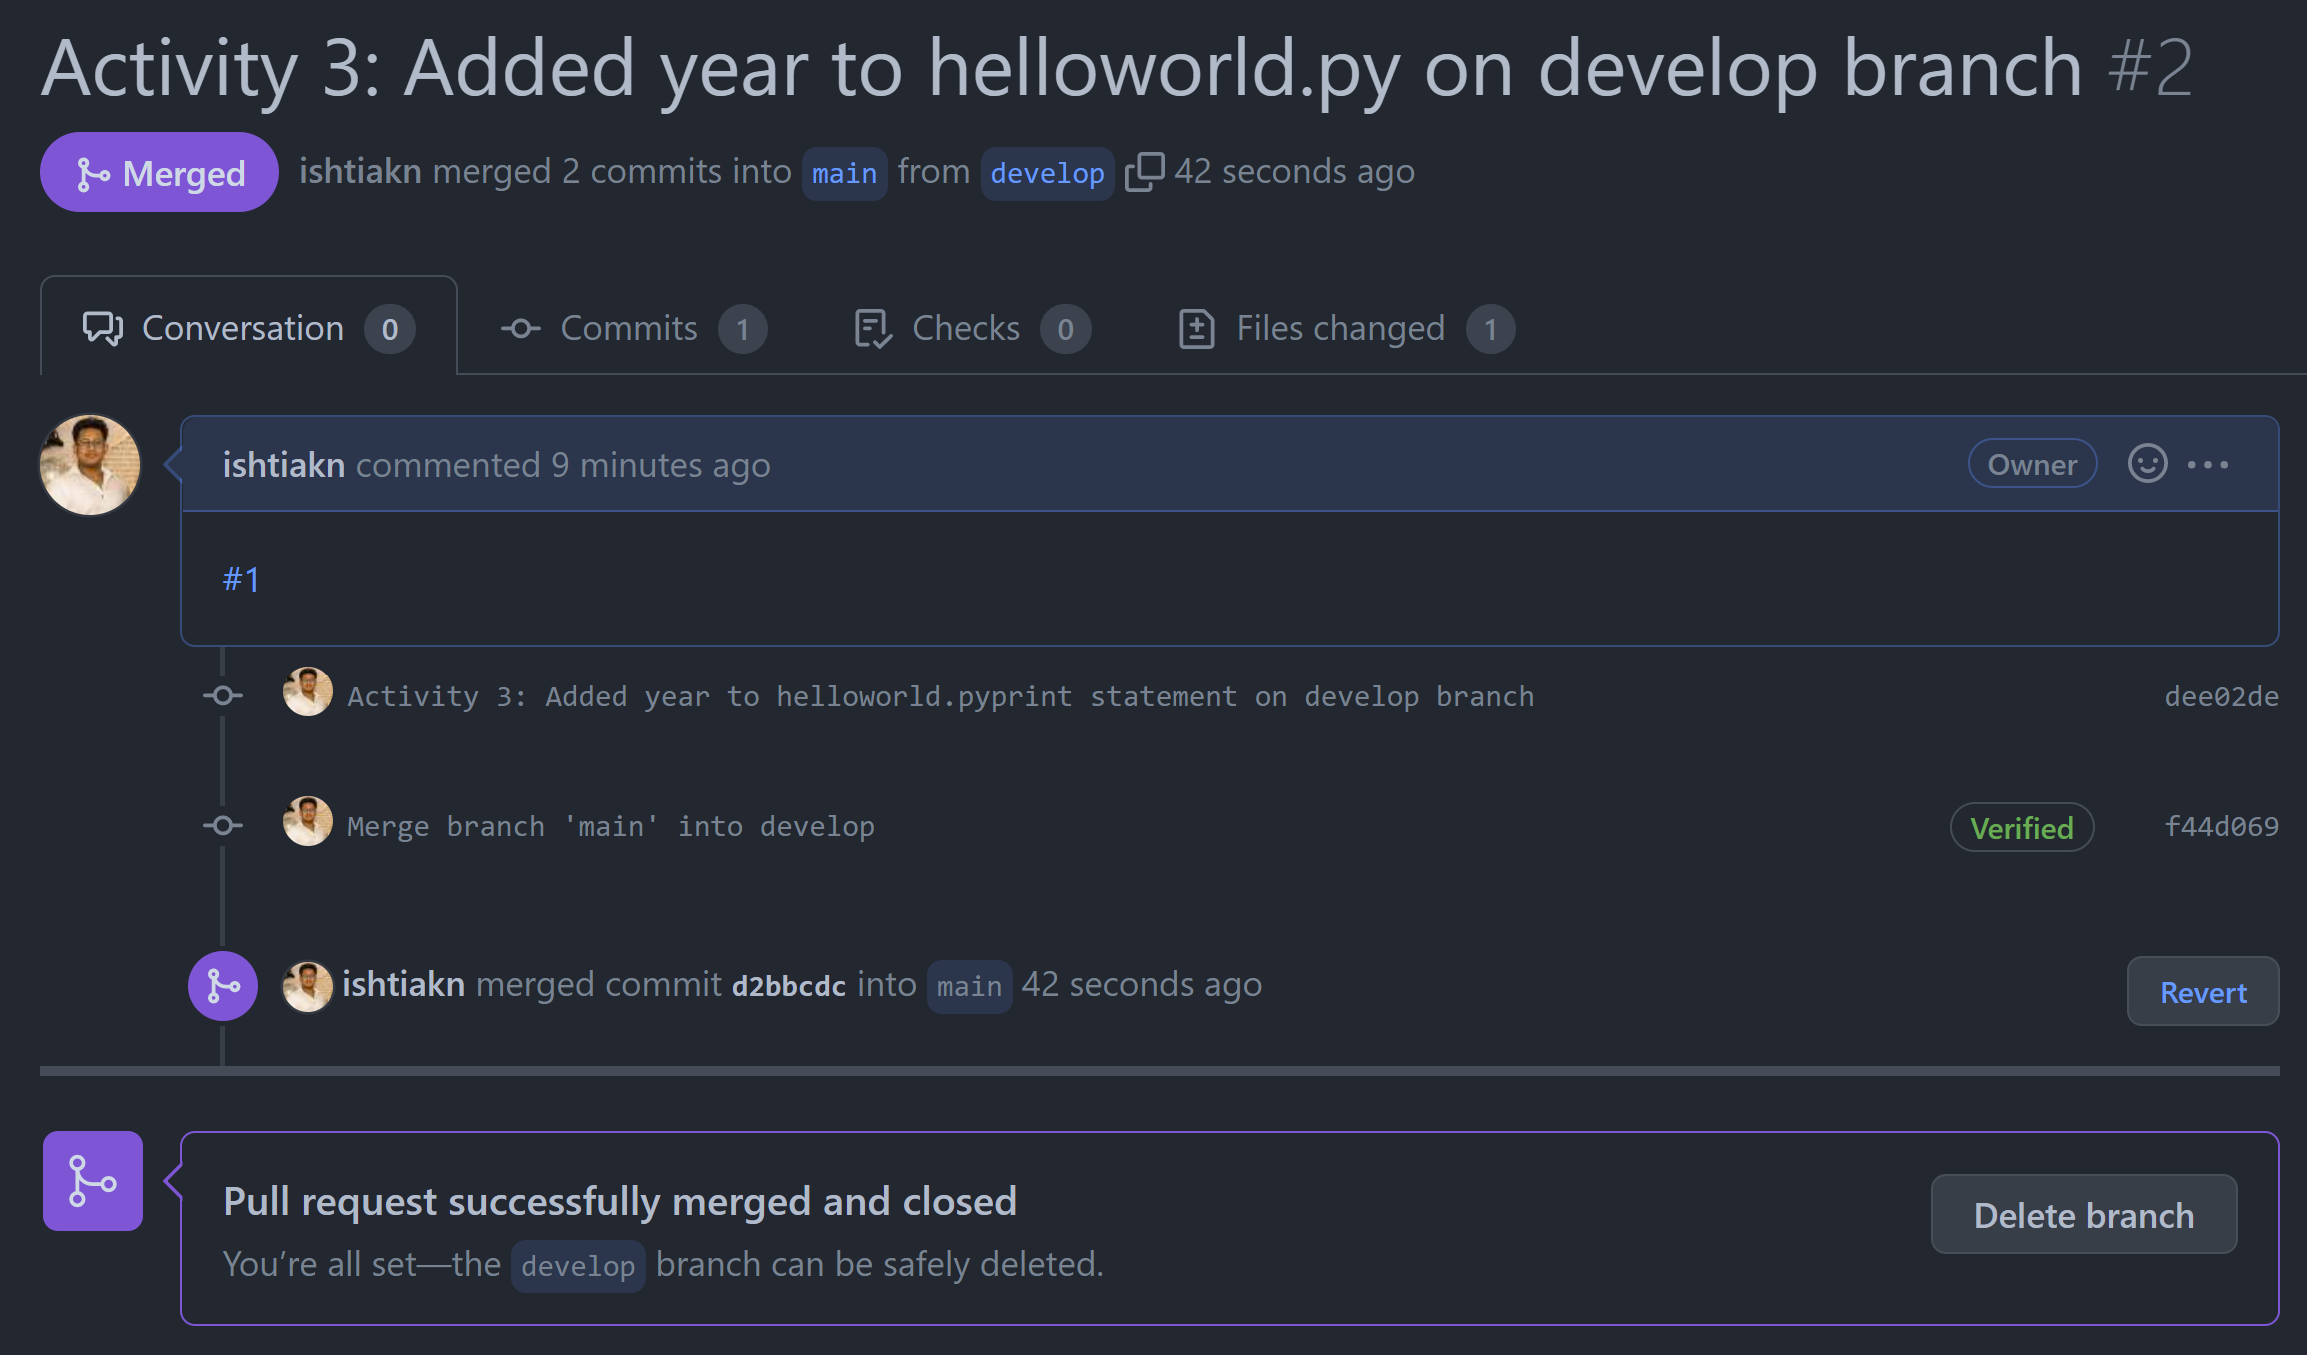 Activity 3: Added year to helloworld.py on develop branch #2
Merged ishtiakn merged 2 commits into main from develop 42 seconds ago
Conversation 0 Commits 1 Checks 0 Files changed 1
ishtiakn commented 9 minutes ago Owner
#1
Activity 3: Added year to helloworld.pyprint statement on develop branch dee02de
Merge branch 'main' into develop Verified f44d069
ishtiakn merged commit d2bbcdc into main 42 seconds ago Revert
Pull request successfully merged and closed
You’re all set—the develop branch can be safely deleted.
Delete branch